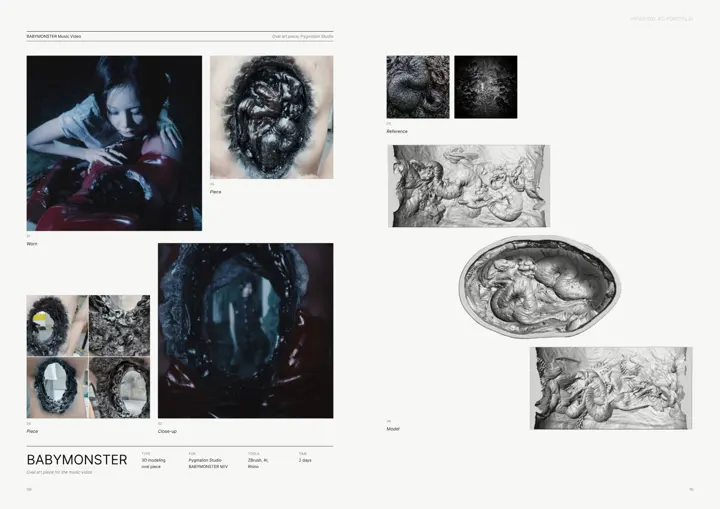 BABYMONSTER Music Video
Oval art piece, Pygmalion Studio
Worn
Piece
Piece
Close-up
Reference
Model
BABYMONSTER
Oval art piece for the music video
TYPE
3D modeling
oval piece
FOR
Pygmalion Studio
BABYMONSTER M/V
TOOLS
ZBrush, AI,
Rhino
TIME
2 days